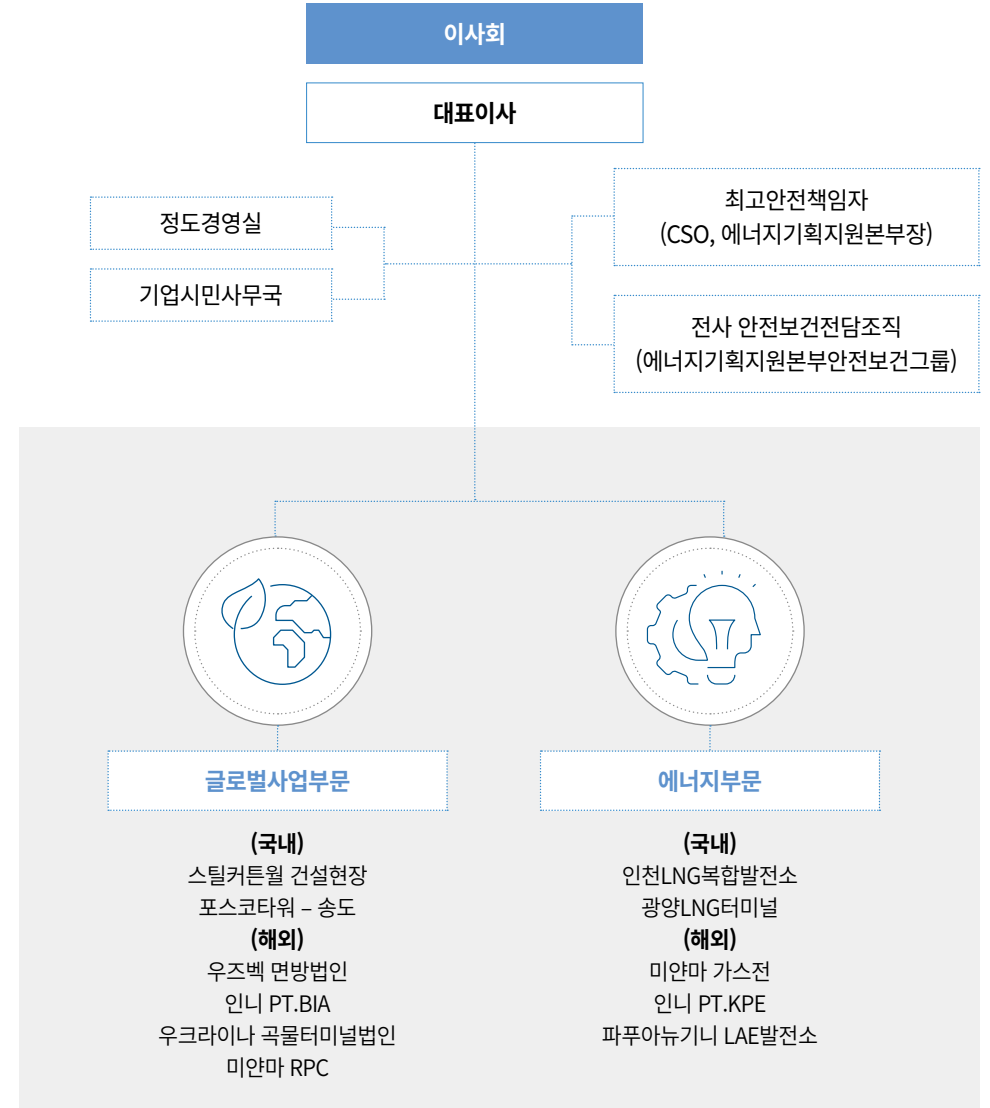 이사회
대표이사
정도경영실
기업시민사무국
최고안전책임자
(CSO, 에너지기획지원본부장)
전사 안전보건전담조직
(에너지기획지원본부안전보건그룹)
글로벌사업부문
(국내)
스틸커튼월 건설현장
포스코타워 – 송도
(해외)
우즈벡 면방법인
인니 PT.BIA
우크라이나 곡물터미널법인
미얀마 RPC
에너지부문
(국내)
인천LNG복합발전소
광양LNG터미널
(해외)
미얀마 가스전
인니 PT.KPE
파푸아뉴기니 LAE발전소